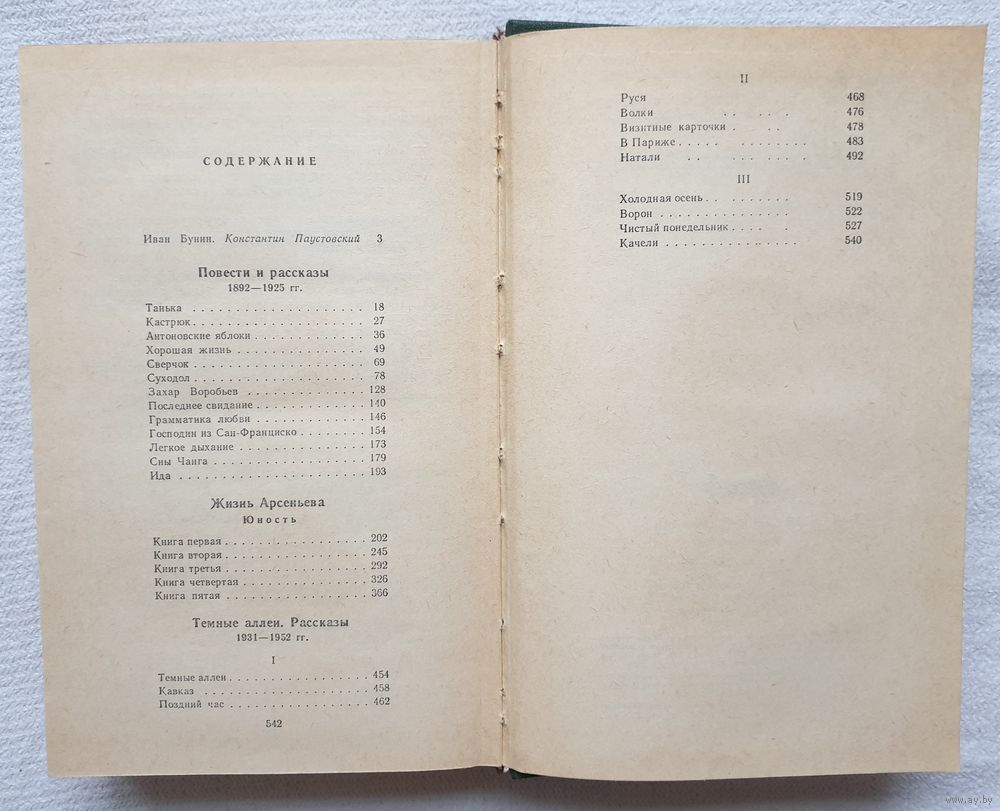 СОДЕРЖАНИЕ
Иван Бунин. Константин Паустовский 3
Повести и рассказы
1892—1925 гг.
Танька . . . . . . . . . . . . . . . . . . . . 18
Кастрюк . . . . . . . . . . . . . . . . . . . . 27
Антоновские яблоки . . . . . . . . . . . . . 36
Хорошая жизнь . . . . . . . . . . . . . . . 49
Сверчок . . . . . . . . . . . . . . . . . . . . 69
Суходол . . . . . . . . . . . . . . . . . . . . 78
Захар Воробьев . . . . . . . . . . . . . . 128
Последнее свидание . . . . . . . . . . . . . 140
Грамматика любви . . . . . . . . . . . . . 146
Господин из Сан-Франциско . . . . . . . . 154
Легкое дыхание . . . . . . . . . . . . . . . 173
Сны Чанга . . . . . . . . . . . . . . . . . . 179
Ида . . . . . . . . . . . . . . . . . . . . . . 193
Жизнь Арсеньева
Юность
Книга первая . . . . . . . . . . . . . . . . . 202
Книга вторая . . . . . . . . . . . . . . . . . 245
Книга третья . . . . . . . . . . . . . . . . . 292
Книга четвертая . . . . . . . . . . . . . . . 326
Книга пятая . . . . . . . . . . . . . . . . . 366
Темные аллеи. Рассказы
1931—1952 гг.
I
Темные аллеи . . . . . . . . . . . . . . . . . 454
Кавказ . . . . . . . . . . . . . . . . . . . . 458
Поздний час . . . . . . . . . . . . . . . . . 462
542
II
Руся 468
Волки . . . . . . 476
Визитные карточки . . . 478
В Париже . . . . . . . . . . . . . 483
Натали . . . . . . . . . 492
III
Холодная осень . . . . . . . . . 519
Ворон . . . . . . . . . . . . . . . 522
Чистый понедельник . . . . . 527
Качели . . . . . . . . . . . . . . . 540
www.ay.by